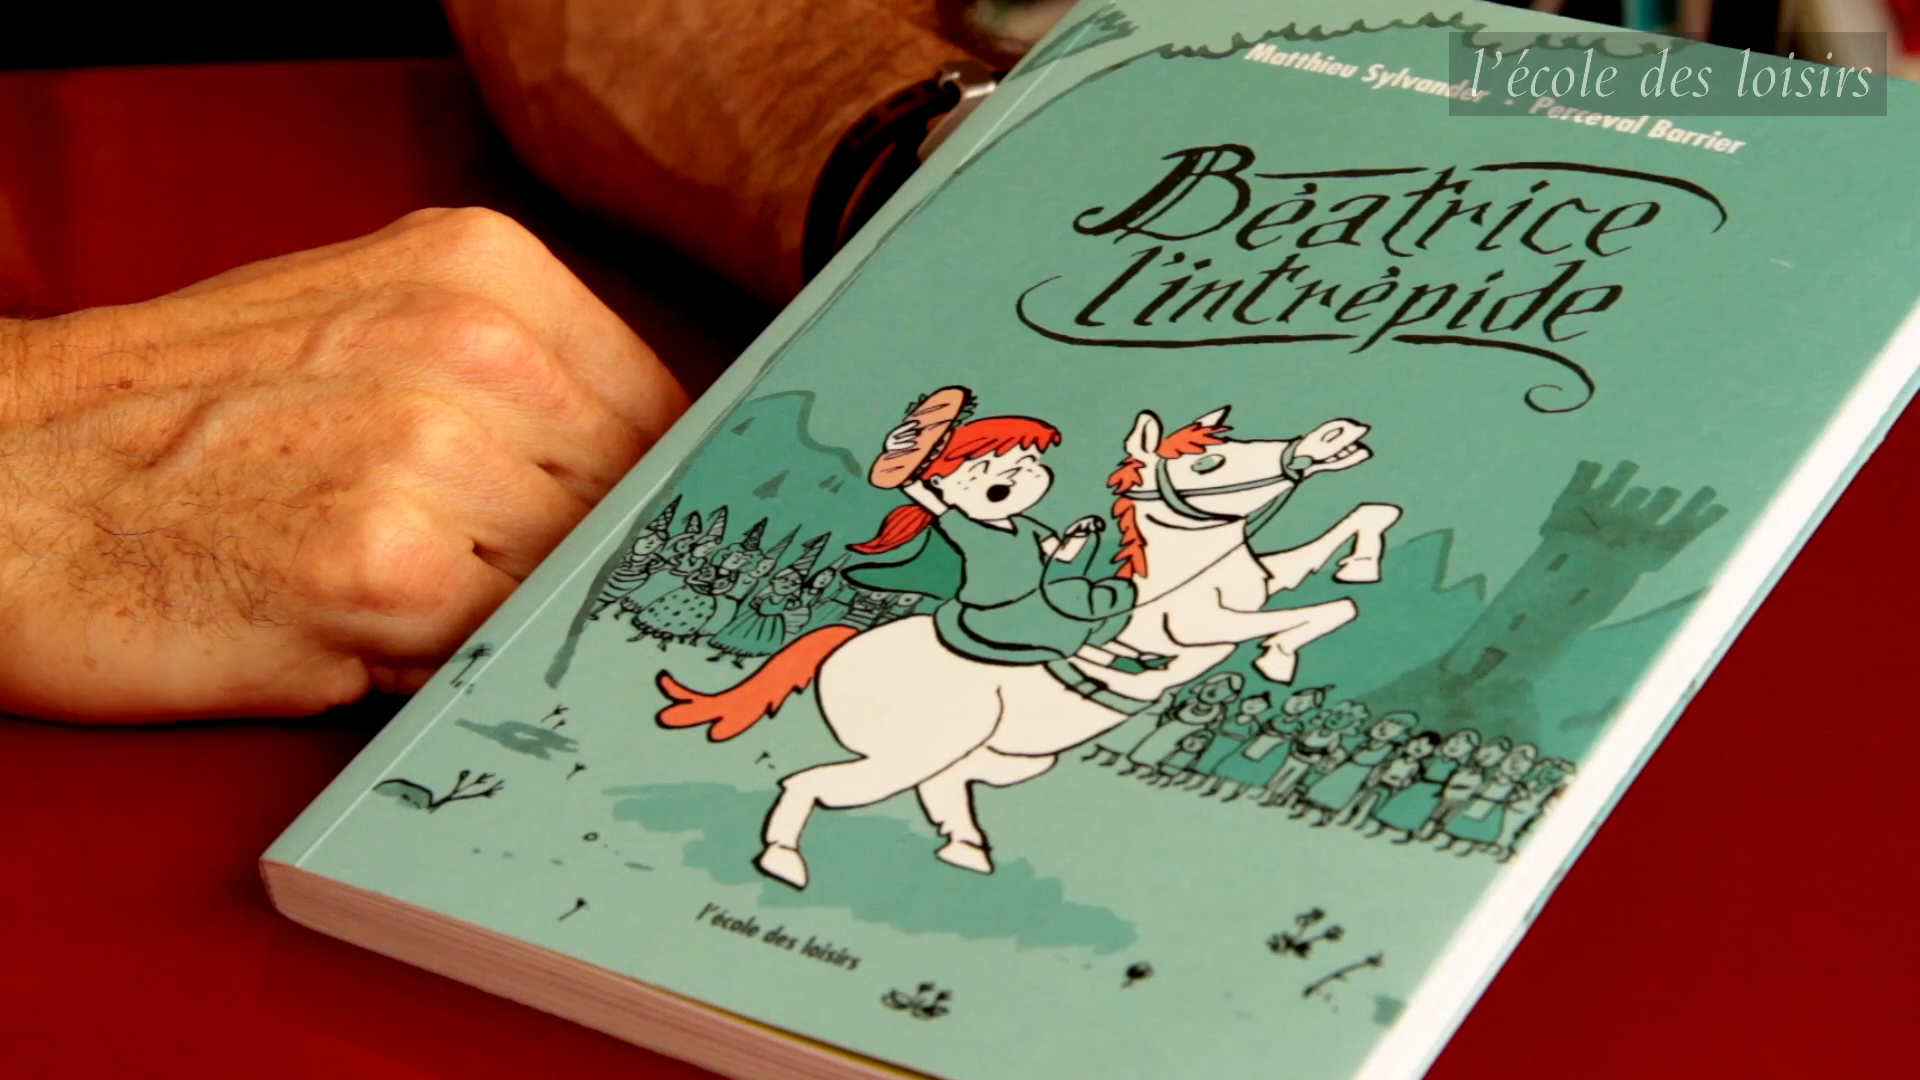 l'école des loisirs
Matthieu Sylvander • Perceval Barrier
Béatrice
l'intrépide
l'école des loisirs